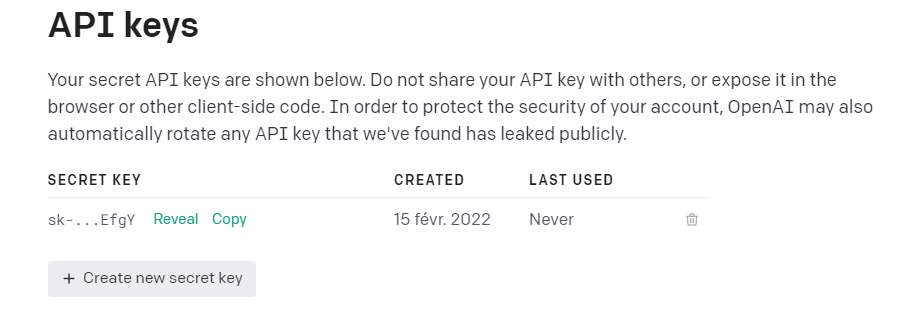 API keys
Your secret API keys are shown below. Do not share your API key with others, or expose it in the
browser or other client-side code. In order to protect the security of your account, OpenAI may also
automatically rotate any API key that we've found has leaked publicly.
SECRET KEY CREATED LAST USED
sk-...EfgY Reveal Copy 15 févr. 2022 Never
+ Create new secret key